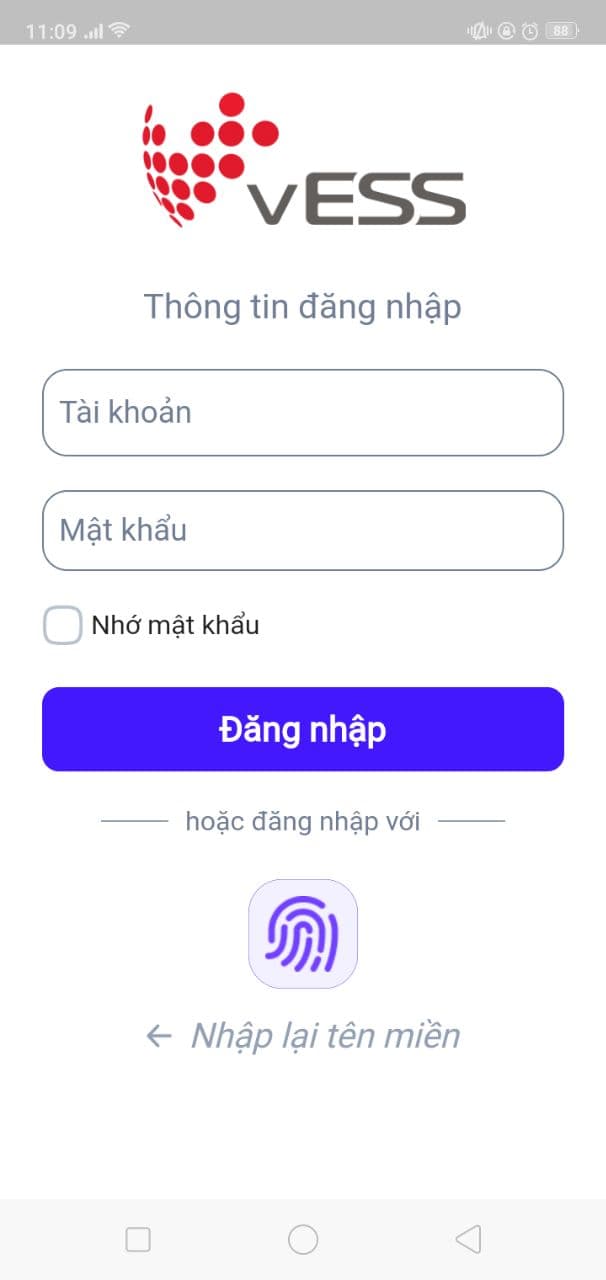 11:09
88
vESS
Thông tin đăng nhập
Tài khoản
Mật khẩu
Nhớ mật khẩu
Đăng nhập
hoặc đăng nhập với
← Nhập lại tên miền